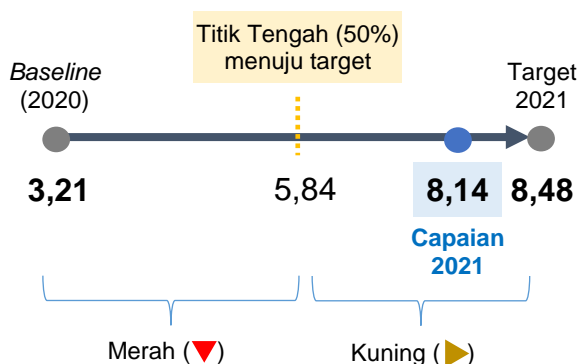 Titik Tengah (50%)
menuju target
Baseline
(2020)
Target
2021
3,21
5,84
8,14
8,48
Capaian
2021
Merah (▼)
Kuning (▶)